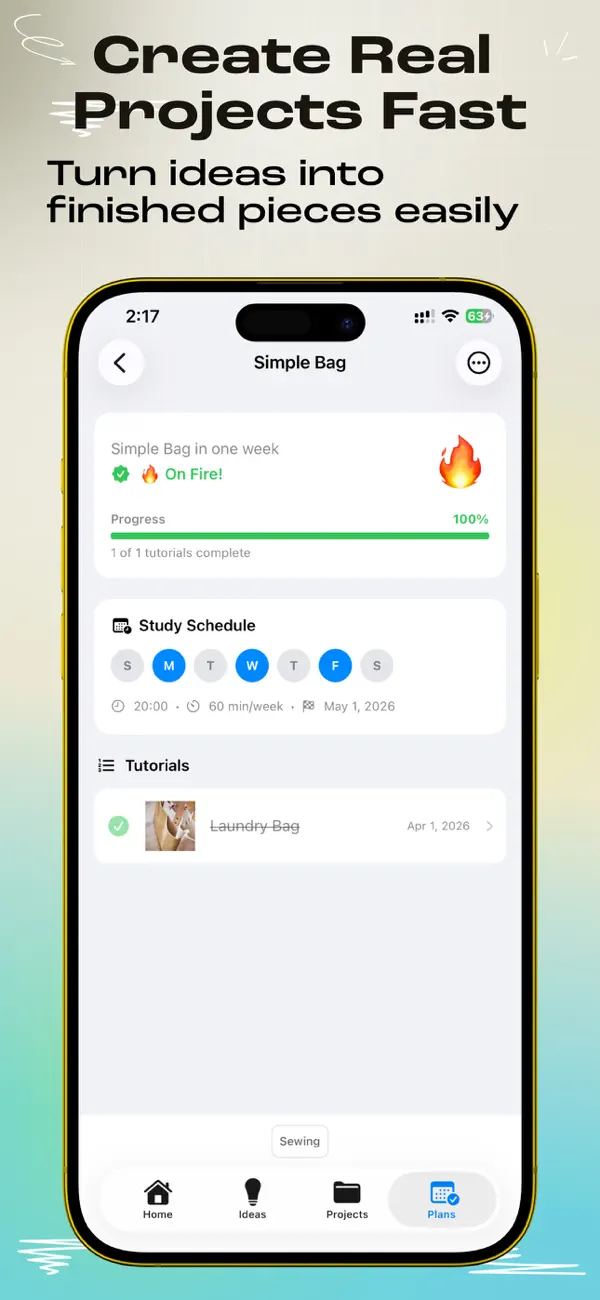 Create Real
Projects Fast
Turn ideas into
finished pieces easily
2:17
63
Simple Bag
Simple Bag in one week
🔥 On Fire!
Progress
100%
1 of 1 tutorials complete
Study Schedule
S M T W T F S
20:00 • 60 min/week • May 1, 2026
Tutorials
Laundry Bag
Apr 1, 2026
Sewing
Home
Ideas
Projects
Plans